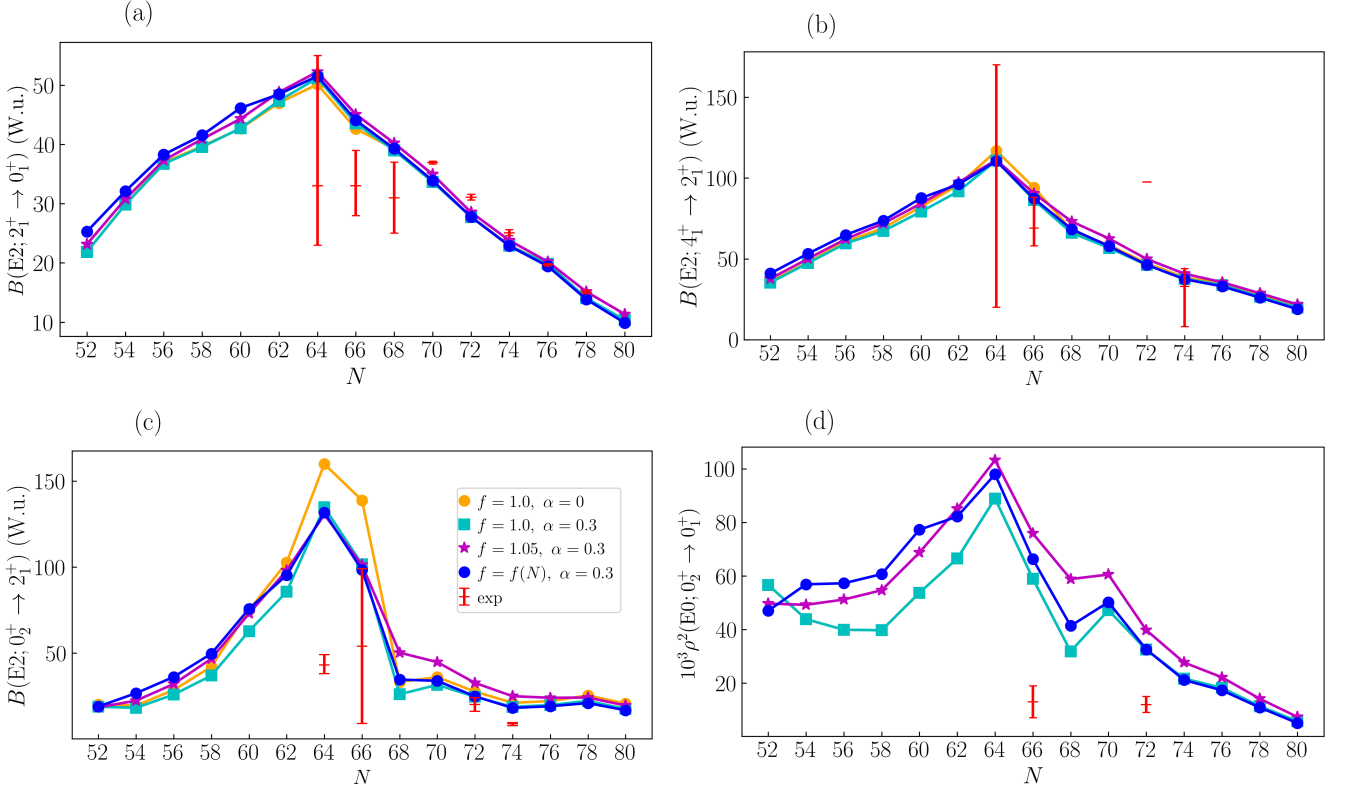 (a)
B(E2; 2₁⁺ → 0₁⁺) (W.u.)
50
40
30
20
10
52 54 56 58 60 62 64 66 68 70 72 74 76 78 80
N
(b)
B(E2; 4₁⁺ → 2₁⁺) (W.u.)
150
100
50
0
52 54 56 58 60 62 64 66 68 70 72 74 76 78 80
N
(c)
B(E2; 0₂⁺ → 2₁⁺) (W.u.)
150
100
50
f = 1.0, α = 0
f = 1.0, α = 0.3
f = 1.05, α = 0.3
f = f(N), α = 0.3
exp
52 54 56 58 60 62 64 66 68 70 72 74 76 78 80
N
(d)
10³ρ²(E0; 0₂⁺ → 0₁⁺)
100
80
60
40
20
52 54 56 58 60 62 64 66 68 70 72 74 76 78 80
N